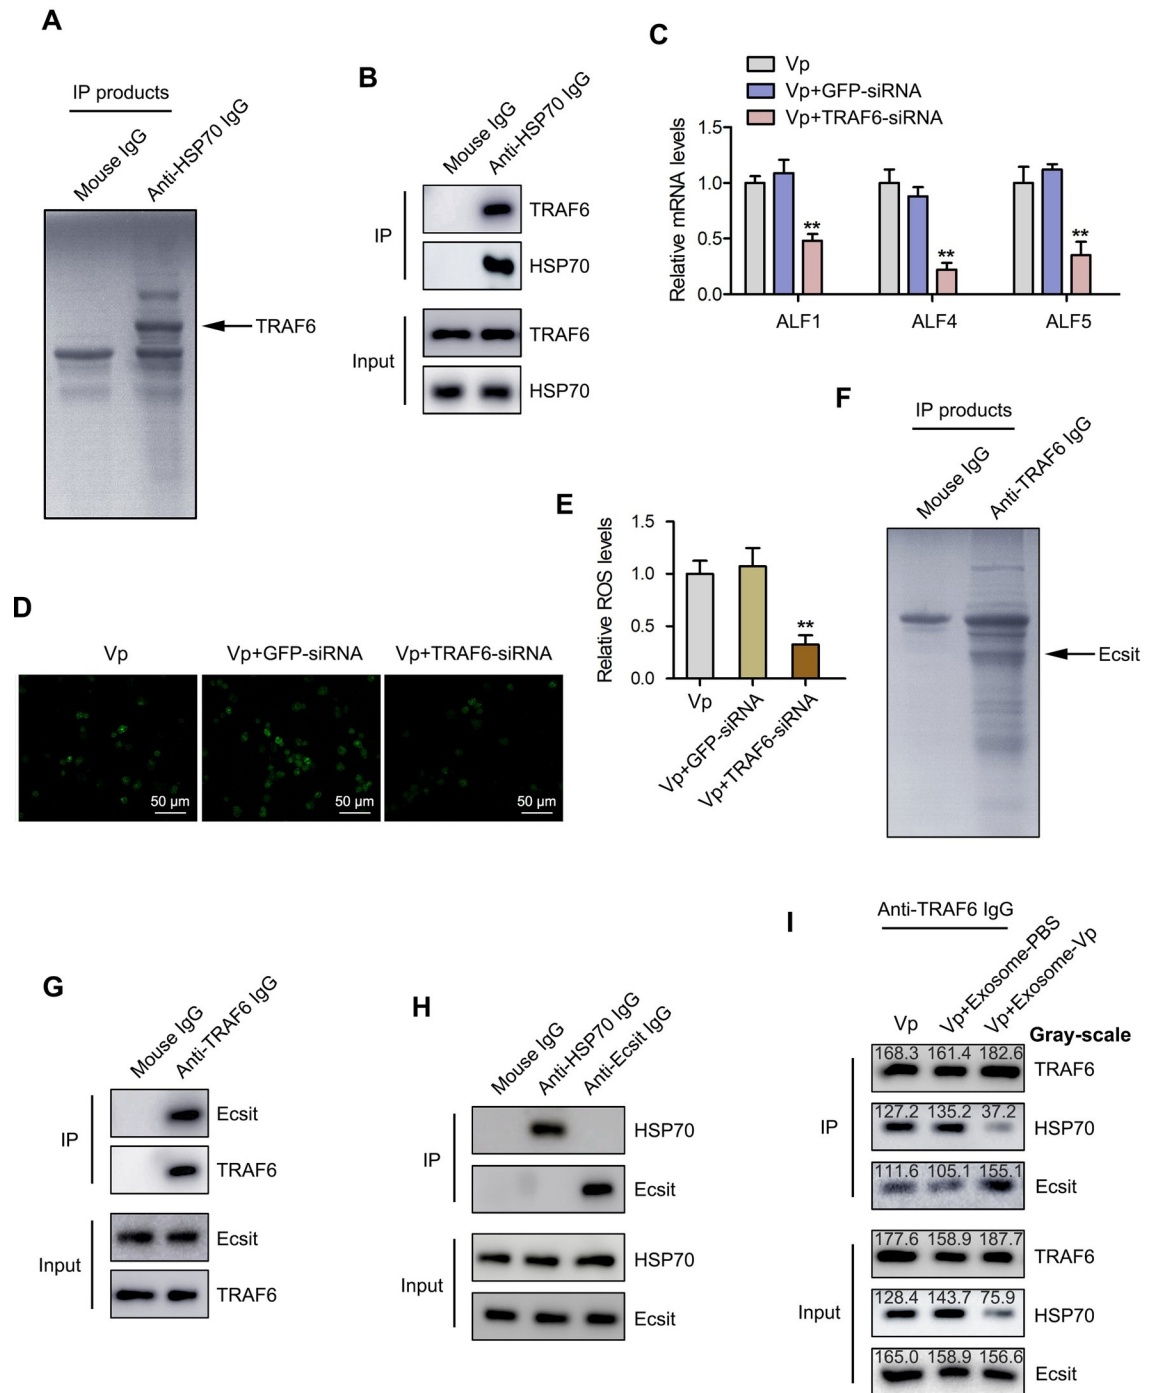 A
IP products
Mouse IgG
Anti-HSP70 IgG
TRAF6
B
Mouse IgG
Anti-HSP70 IgG
IP
TRAF6
HSP70
Input
TRAF6
HSP70
C
Vp
Vp+GFP-siRNA
Vp+TRAF6-siRNA
Relative mRNA levels
1.5
1.0
0.5
0.0
**
**
**
ALF1
ALF4
ALF5
D
Vp
Vp+GFP-siRNA
Vp+TRAF6-siRNA
50 µm
50 µm
50 µm
E
Relative ROS levels
1.5
1.0
0.5
0.0
**
Vp
Vp+GFP-siRNA
Vp+TRAF6-siRNA
F
IP products
Mouse IgG
Anti-TRAF6 IgG
Ecsit
G
Mouse IgG
Anti-TRAF6 IgG
IP
Ecsit
TRAF6
Input
Ecsit
TRAF6
H
Mouse IgG
Anti-HSP70 IgG
Anti-Ecsit IgG
IP
HSP70
Ecsit
Input
HSP70
Ecsit
I
Anti-TRAF6 IgG
Vp
Vp+Exosome-PBS
Vp+Exosome-Vp
Gray-scale
IP
168.3 161.4 182.6
TRAF6
127.2 135.2 37.2
HSP70
111.6 105.1 155.1
Ecsit
Input
177.6 158.9 187.7
TRAF6
128.4 143.7 75.9
HSP70
165.0 158.9 156.6
Ecsit